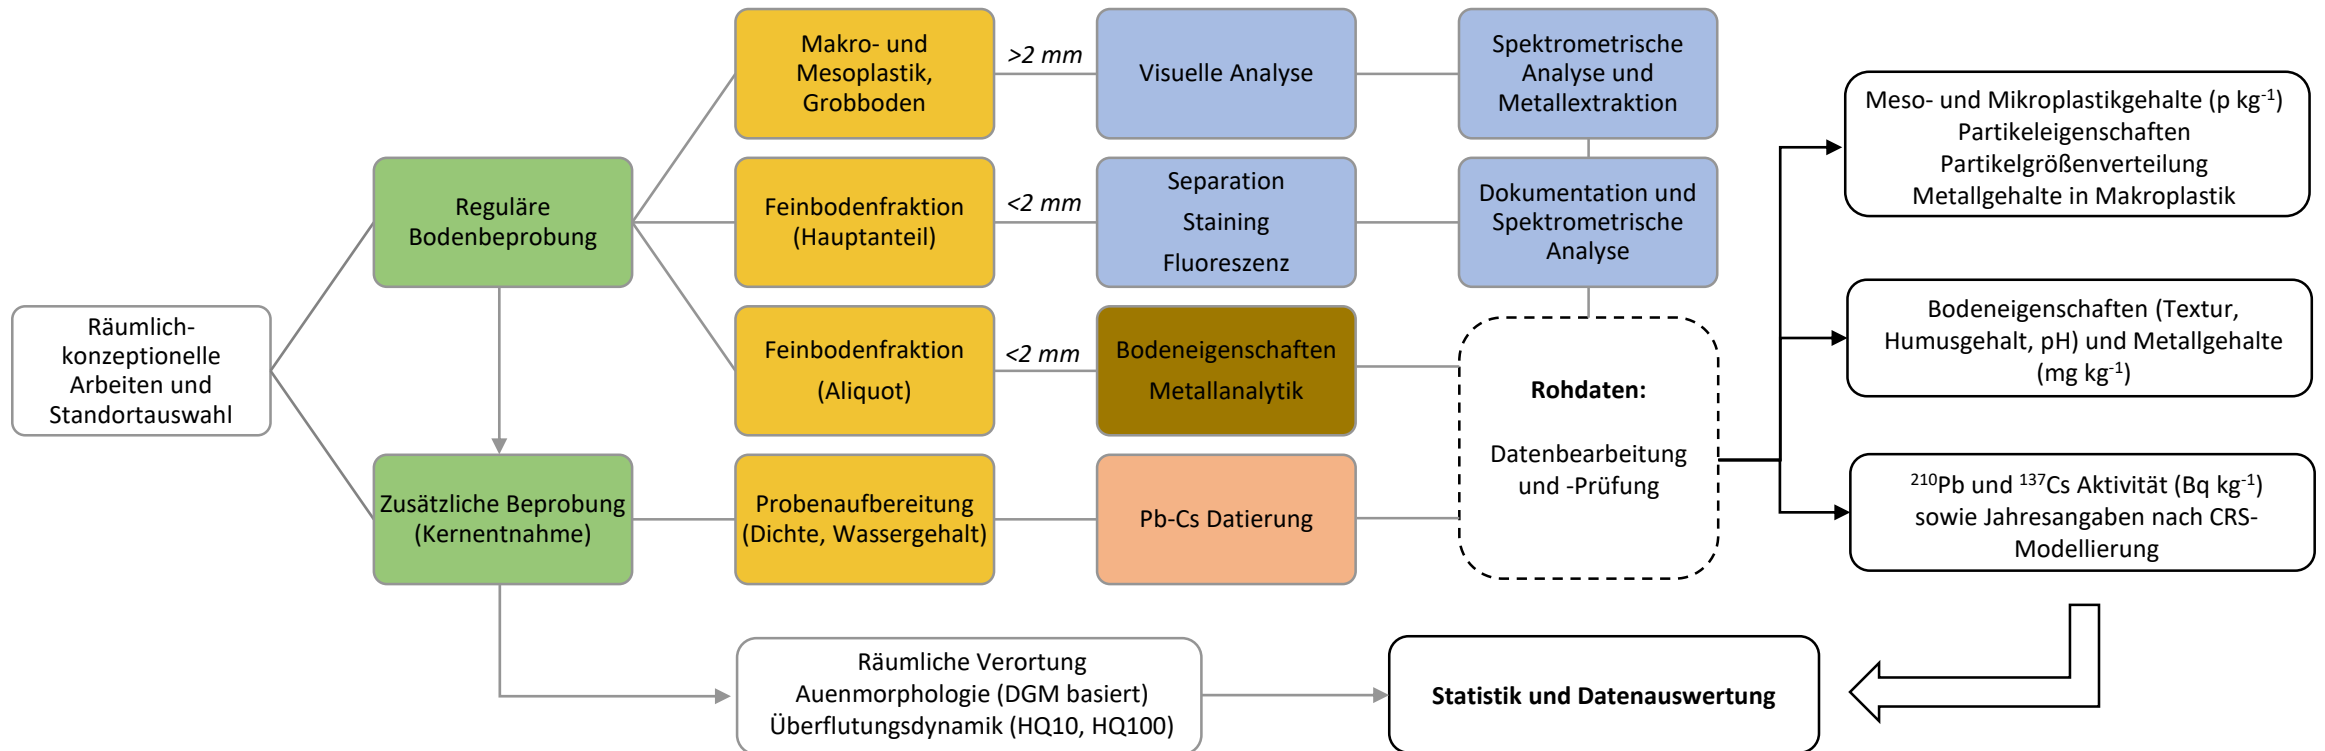 Räumlich-
konzeptionelle
Arbeiten und
Standortauswahl
Reguläre
Bodenbeprobung
Zusätzliche Beprobung
(Kernentnahme)
Makro- und
Mesoplastik,
Grobboden
>2 mm
Visuelle Analyse
Spektrometrische
Analyse und
Metallextraktion
Feinbodenfraktion
(Hauptanteil)
<2 mm
Separation
Staining
Fluoreszenz
Dokumentation und
Spektrometrische
Analyse
Feinbodenfraktion
(Aliquot)
<2 mm
Bodeneigenschaften
Metallanalytik
Probenaufbereitung
(Dichte, Wassergehalt)
Pb-Cs Datierung
Rohdaten:
Datenbearbeitung
und -Prüfung
Meso- und Mikroplastikgehalte (p kg⁻¹)
Partikeleigenschaften
Partikelgrößenverteilung
Metallgehalte in Makroplastik
Bodeneigenschaften (Textur,
Humusgehalt, pH) und Metallgehalte
(mg kg⁻¹)
²¹⁰Pb und ¹³⁷Cs Aktivität (Bq kg⁻¹)
sowie Jahresangaben nach CRS-
Modellierung
Räumliche Verortung
Auenmorphologie (DGM basiert)
Überflutungsdynamik (HQ10, HQ100)
Statistik und Datenauswertung